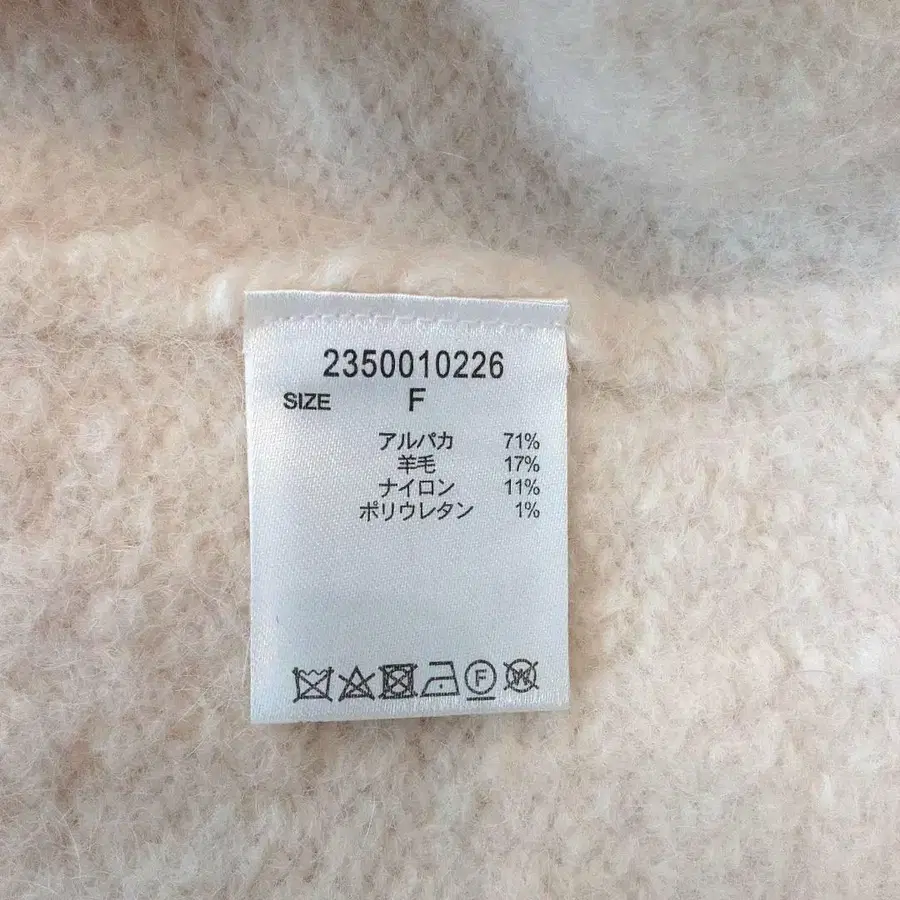 2350010226
SIZE F
アルパカ 71%
羊毛 17%
ナイロン 11%
ポリウレタン 1%
F W